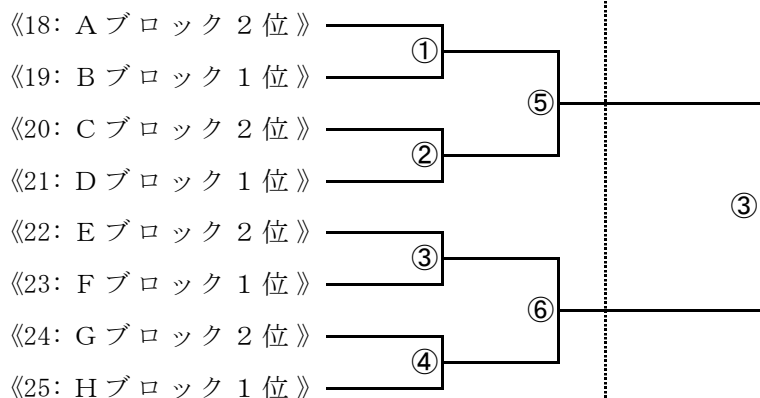 《18：Ａブロック２位》
①
《19：Ｂブロック１位》
⑤
《20：Ｃブロック２位》
②
《21：Ｄブロック１位》
③
《22：Ｅブロック２位》
③
《23：Ｆブロック１位》
⑥
《24：Ｇブロック２位》
④
《25：Ｈブロック１位》